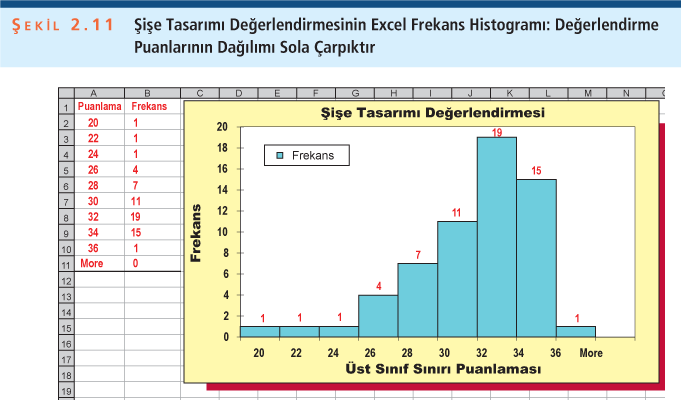 ŞEKİL 2.11 Şişe Tasarımı Değerlendirmesinin Excel Frekans Histogramı: Değerlendirme
Puanlarının Dağılımı Sola Çarpıktır
A B C D E F G H I J K L M N
1 Puanlama Frekans
2 20 1
3 22 1
4 24 1
5 26 4
6 28 7
7 30 11
8 32 19
9 34 15
10 36 1
11 More 0
12
13
14
15
16
17
18
19
Şişe Tasarımı Değerlendirmesi
Frekans
Frekans
20
18
16
14
12
10
8
6
4
2
0
1 1 1 4 7 11 19 15 1
20 22 24 26 28 30 32 34 36 More
Üst Sınıf Sınırı Puanlaması